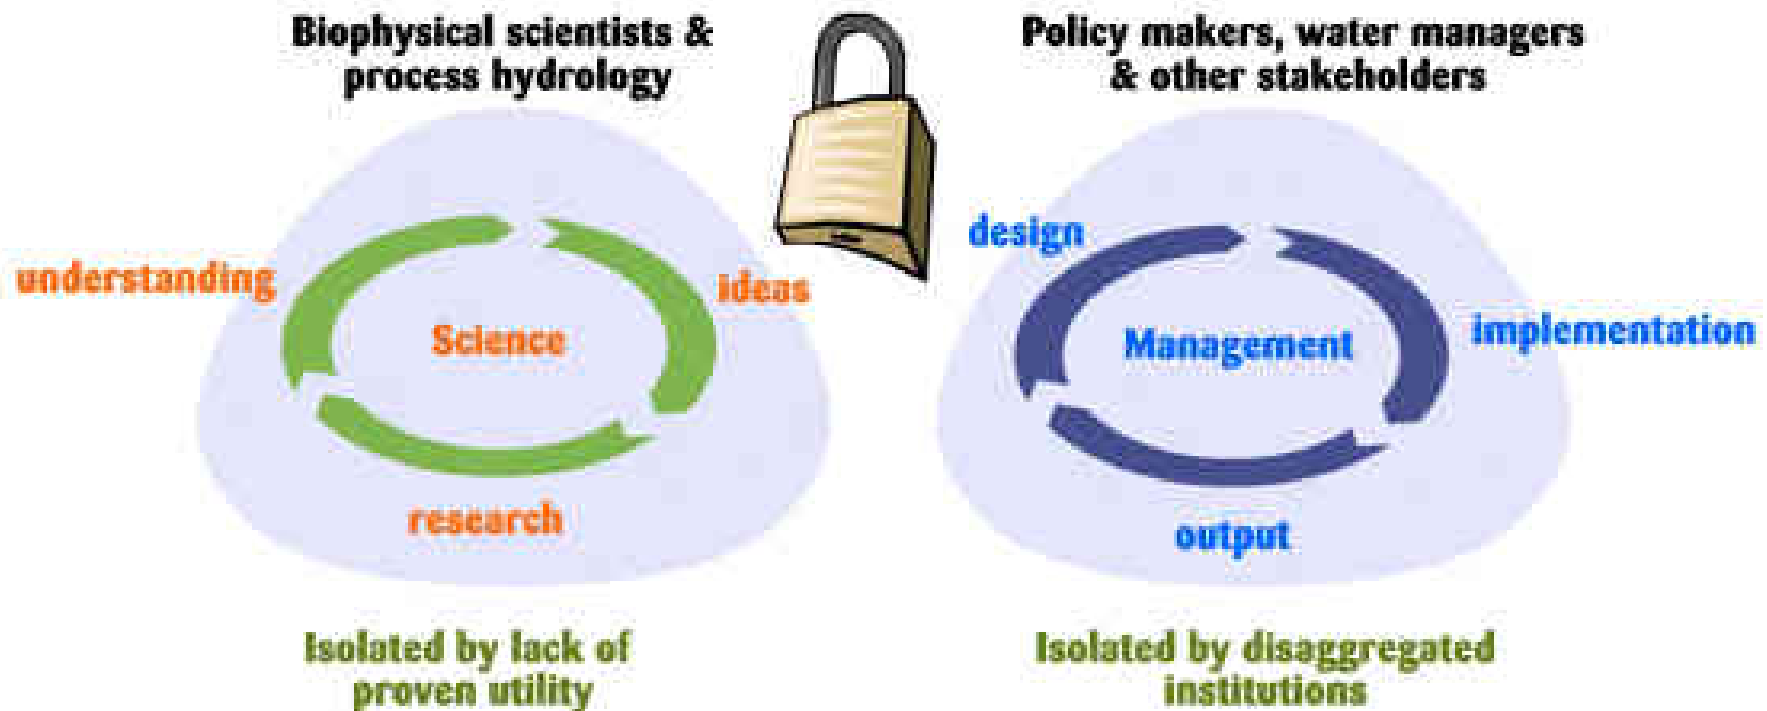 Biophysical scientists &
process hydrology
understanding
ideas
Science
research
Isolated by lack of
proven utility
Policy makers, water managers
& other stakeholders
design
implementation
Management
output
Isolated by disaggregated
institutions